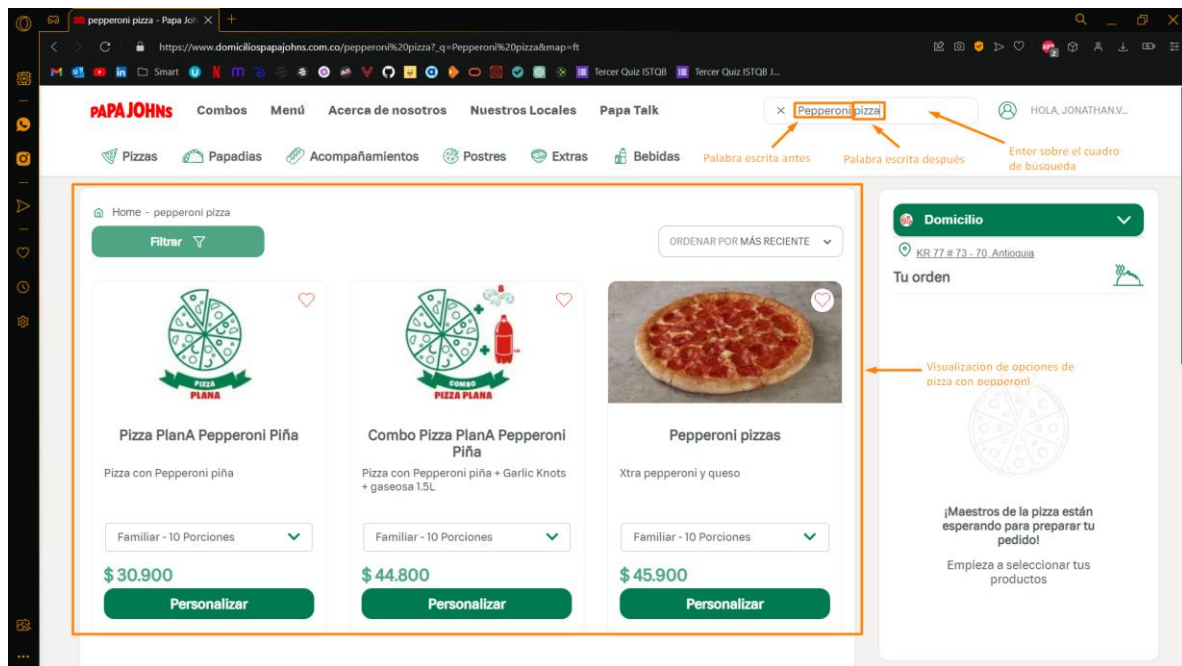 pepperoni pizza - Papa Joh
https://www.domiciliospapajohns.com.co/pepperoni%20pizza?_q=Pepperoni%20pizza&map=ft
Smart
Tercer Quiz ISTQB
Tercer Quiz ISTQB J...
PAPA JOHNS
Combos
Menú
Acerca de nosotros
Nuestros Locales
Papa Talk
Pepperoni pizza
HOLA, JONATHAN.V...
Pizzas
Papadias
Acompañamientos
Postres
Extras
Bebidas
Palabra escrita antes
Palabra escrita después
Enter sobre el cuadro
de búsqueda
Home - pepperoni pizza
Filtrar
ORDENAR POR MÁS RECIENTE
PIZZA
PLANA
COMBO
PIZZA PLANA
8
Pizza PlanA Pepperoni Piña
Combo Pizza PlanA Pepperoni
Piña
Pepperoni pizzas
Pizza con Pepperoni piña
Pizza con Pepperoni piña + Garlic Knots
+ gaseosa 1.5L
Xtra pepperoni y queso
Familiar - 10 Porciones
Familiar - 10 Porciones
Familiar - 10 Porciones
$ 30.900
$ 44.800
$ 45.900
Personalizar
Personalizar
Personalizar
Domicilio
KR 77 # 73 - 70, Antioquia
Tu orden
Visualización de opciones de
pizza con pepperoni
¡Maestros de la pizza están
esperando para preparar tu
pedido!
Empieza a seleccionar tus
productos